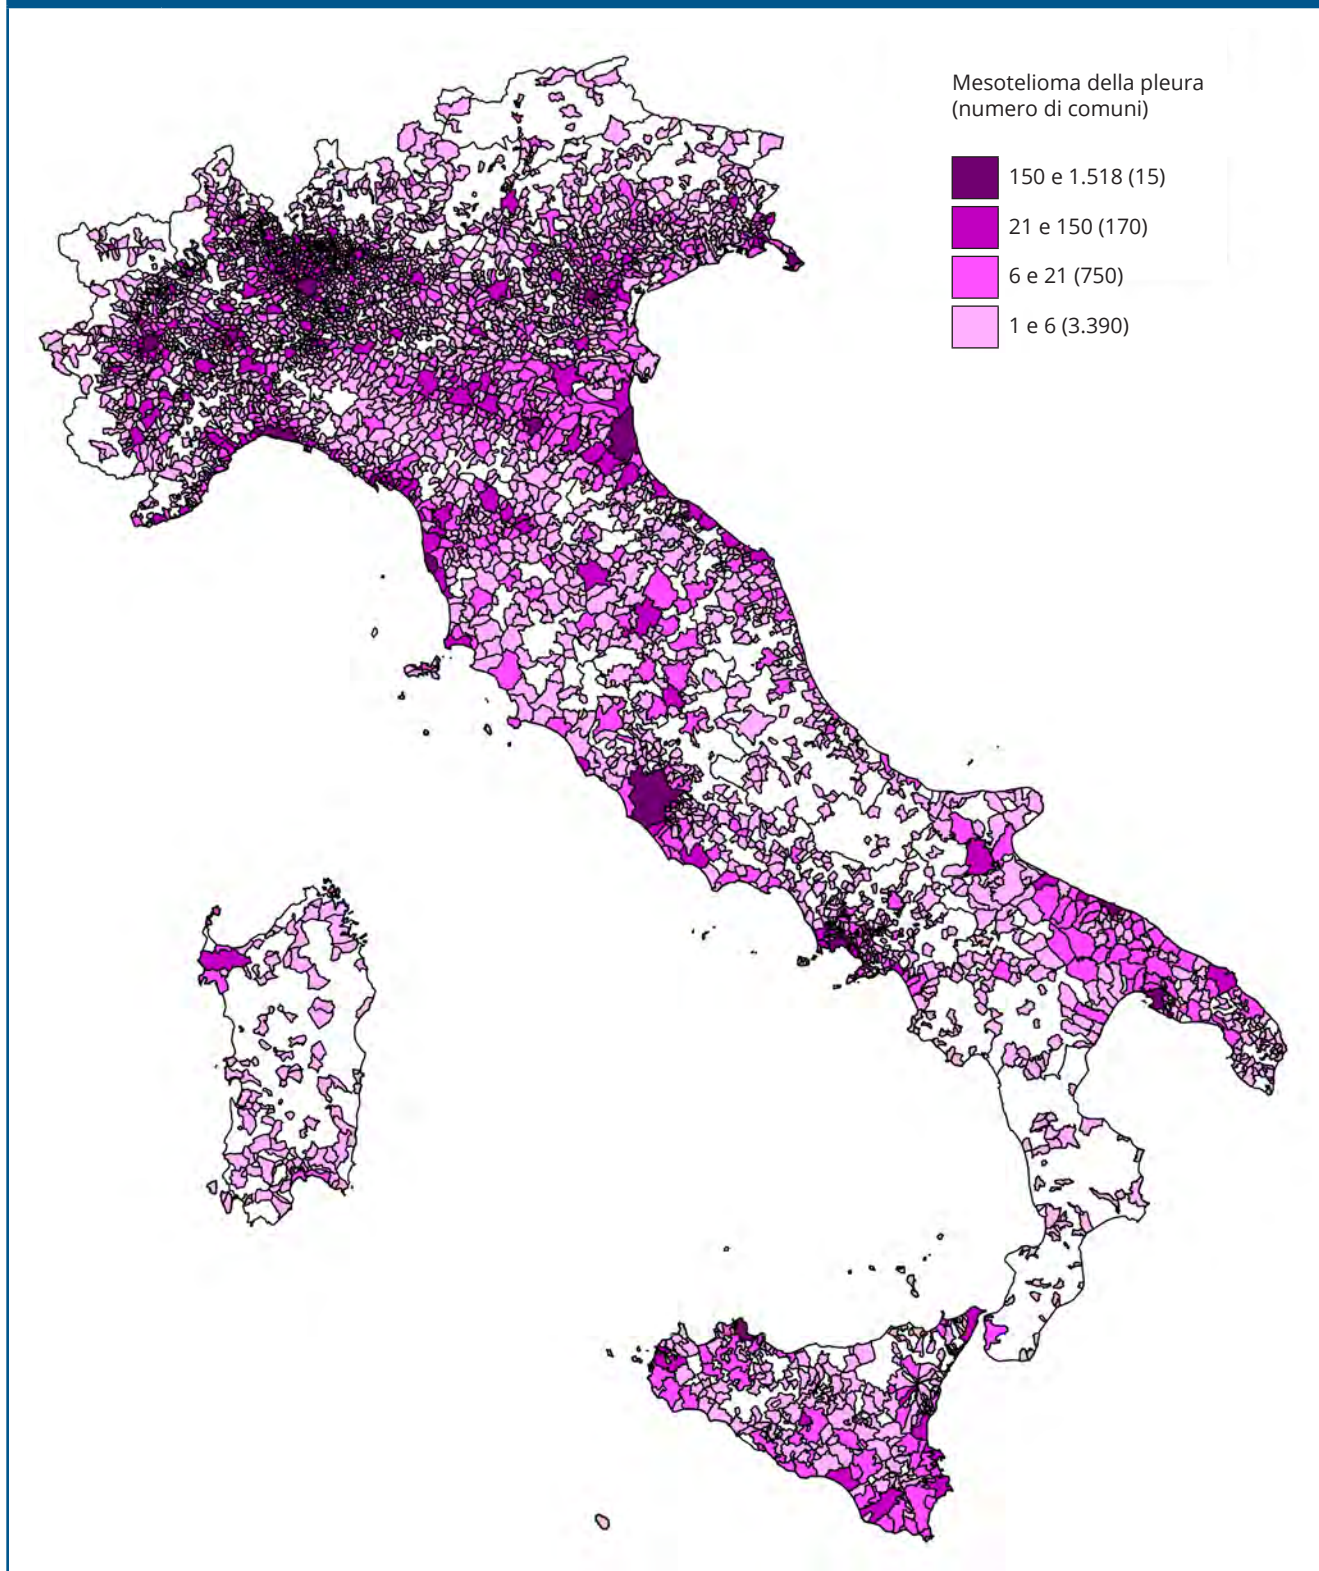 Mesotelioma della pleura
(numero di comuni)
150 e 1.518 (15)
21 e 150 (170)
6 e 21 (750)
1 e 6 (3.390)